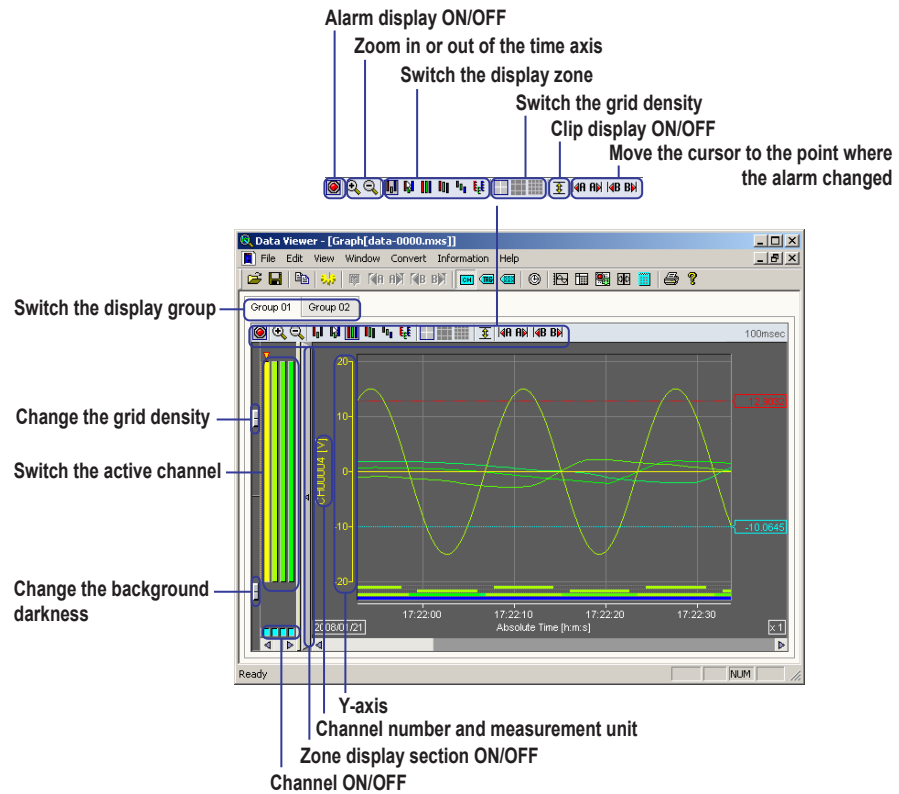 Alarm display ON/OFF
Zoom in or out of the time axis
Switch the display zone
Switch the grid density
Clip display ON/OFF
Move the cursor to the point where
the alarm changed
A A B B
Data Viewer - [Graph[data-0000.mxs]]
File Edit View Window Convert Information Help
A A B B CH TAG
Switch the display group
Group 01 Group 02
A A B B
100msec
Change the grid density
Switch the active channel
Change the background
darkness
CH00004 [V]
20
10
0
-10
-20
-10.0645
17:22:00 17:22:10 17:22:20 17:22:30
2008/01/21 Absolute Time [h:m:s] x 1
Ready NUM
Y-axis
Channel number and measurement unit
Zone display section ON/OFF
Channel ON/OFF